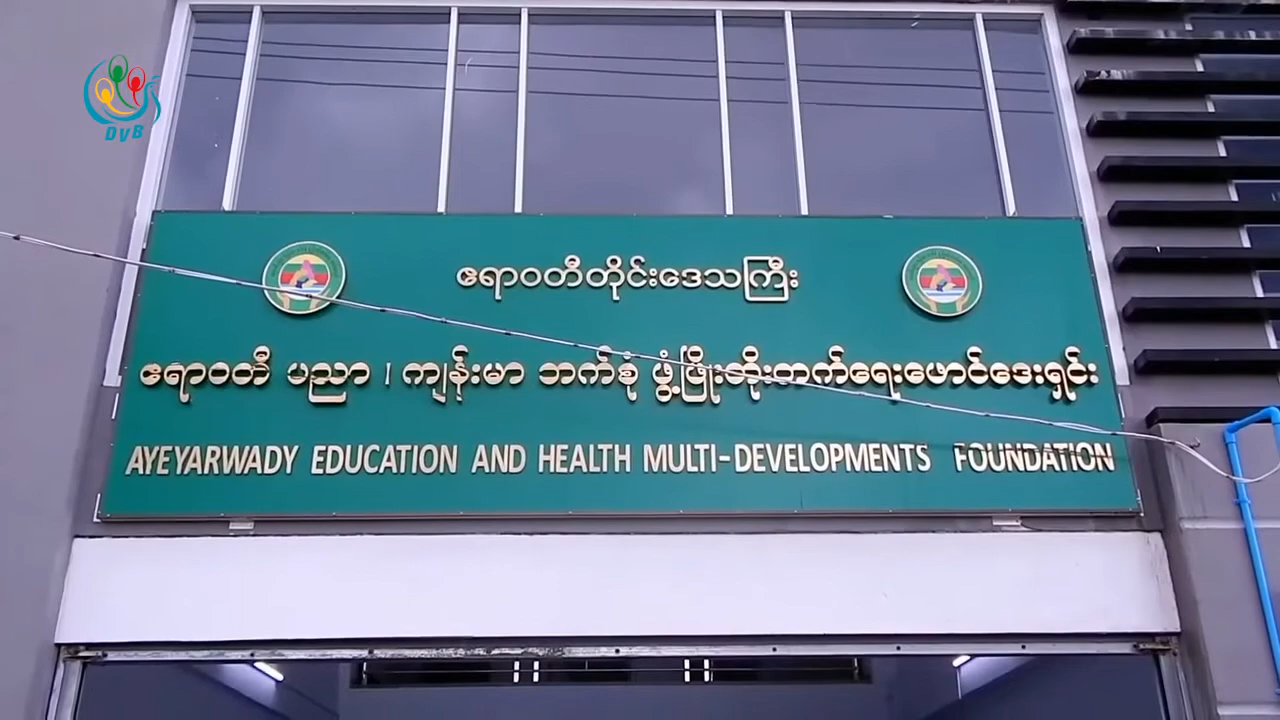 DVB
ဧရာဝတီတိုင်းဒေသကြီး
ဧရာဝတီ ပညာ ၊ ကျန်းမာ ဘက်စုံ ဖွံ့ဖြိုးတိုးတက်ရေးဖောင်ဒေးရှင်း
AYEYARWADY EDUCATION AND HEALTH MULTI-DEVELOPMENTS FOUNDATION